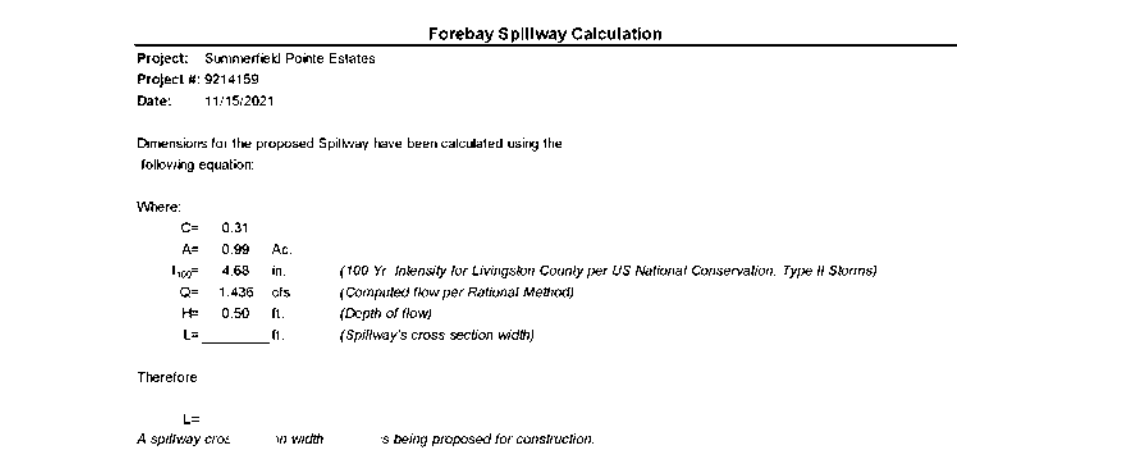 Forebay Spillway Calculation
Project: Summerfield Pointe Estates
Project #: 9214159
Date: 11/15/2021
Dimensions for the proposed Spillway have been calculated using the
following equation:
Where:
C= 0.31
A= 0.99 Ac.
I100= 4.68 in. (100 Yr. Intensity for Livingston County per US National Conservation, Type II Storms)
Q= 1.436 cfs (Computed flow per Rational Method)
H= 0.50 ft. (Depth of flow)
L= ft. (Spillway's cross section width)
Therefore
L=
A spillway width being proposed for construction.